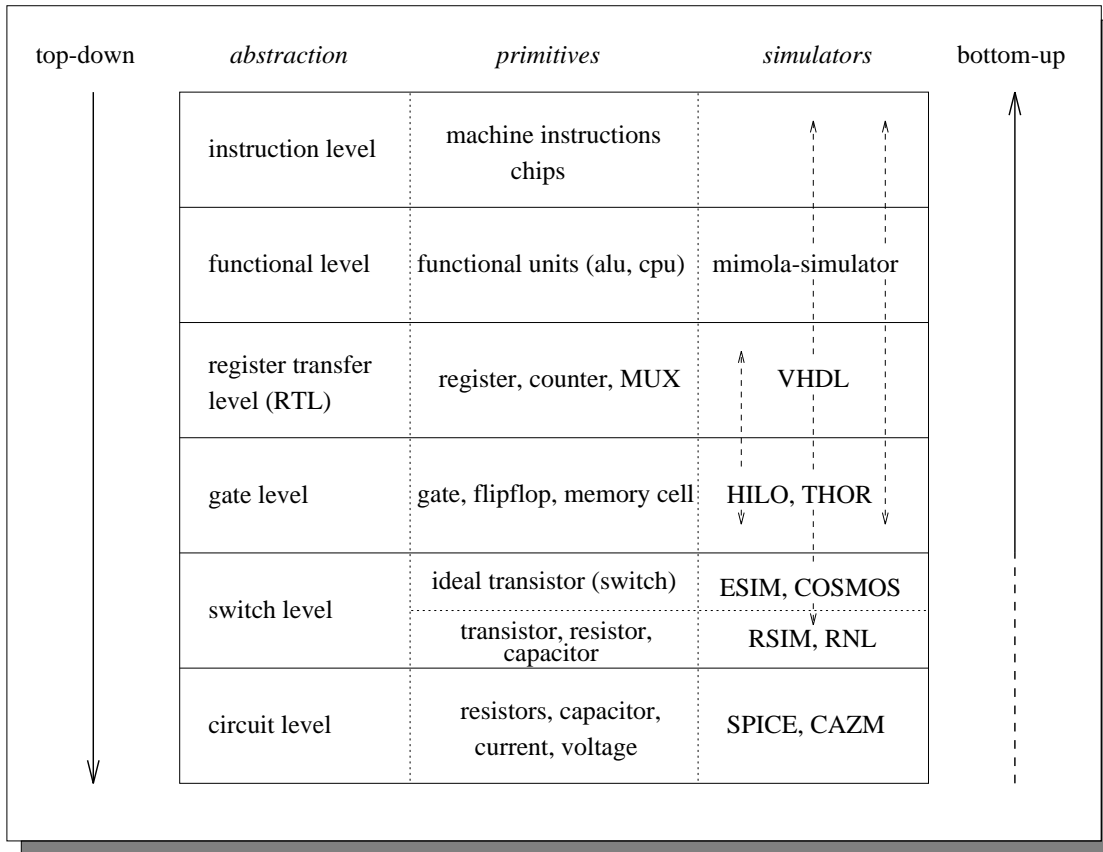 top-down abstraction primitives simulators bottom-up
instruction level
machine instructions
chips
functional level
functional units (alu, cpu)
mimola-simulator
register transfer
level (RTL)
register, counter, MUX
VHDL
gate level
gate, flipflop, memory cell
HILO, THOR
switch level
ideal transistor (switch)
ESIM, COSMOS
transistor, resistor,
capacitor
RSIM, RNL
circuit level
resistors, capacitor,
current, voltage
SPICE, CAZM